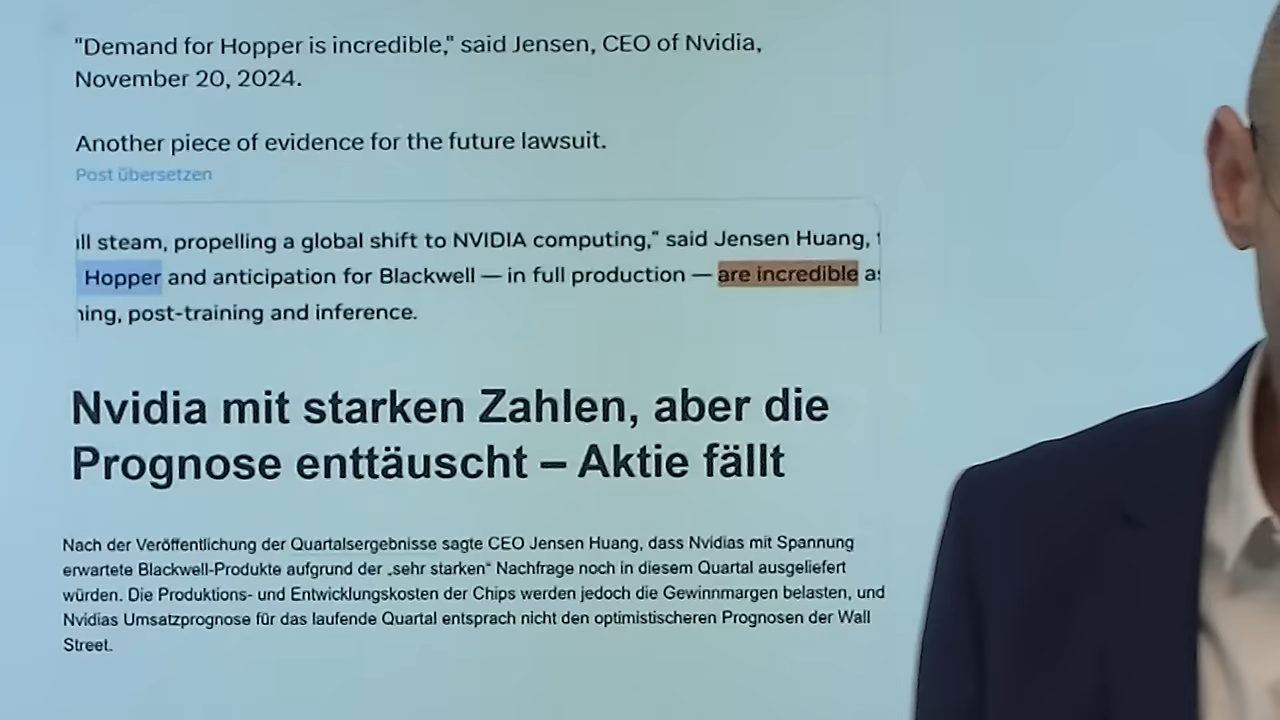 "Demand for Hopper is incredible," said Jensen, CEO of Nvidia,
November 20, 2024.
Another piece of evidence for the future lawsuit.
Post übersetzen
ll steam, propelling a global shift to NVIDIA computing," said Jensen Huang,
Hopper and anticipation for Blackwell — in full production — are incredible as
ning, post-training and inference.
Nvidia mit starken Zahlen, aber die
Prognose enttäuscht – Aktie fällt
Nach der Veröffentlichung der Quartalsergebnisse sagte CEO Jensen Huang, dass Nvidias mit Spannung
erwartete Blackwell-Produkte aufgrund der „sehr starken“ Nachfrage noch in diesem Quartal ausgeliefert
würden. Die Produktions- und Entwicklungskosten der Chips werden jedoch die Gewinnmargen belasten, und
Nvidias Umsatzprognose für das laufende Quartal entsprach nicht den optimistischeren Prognosen der Wall
Street.